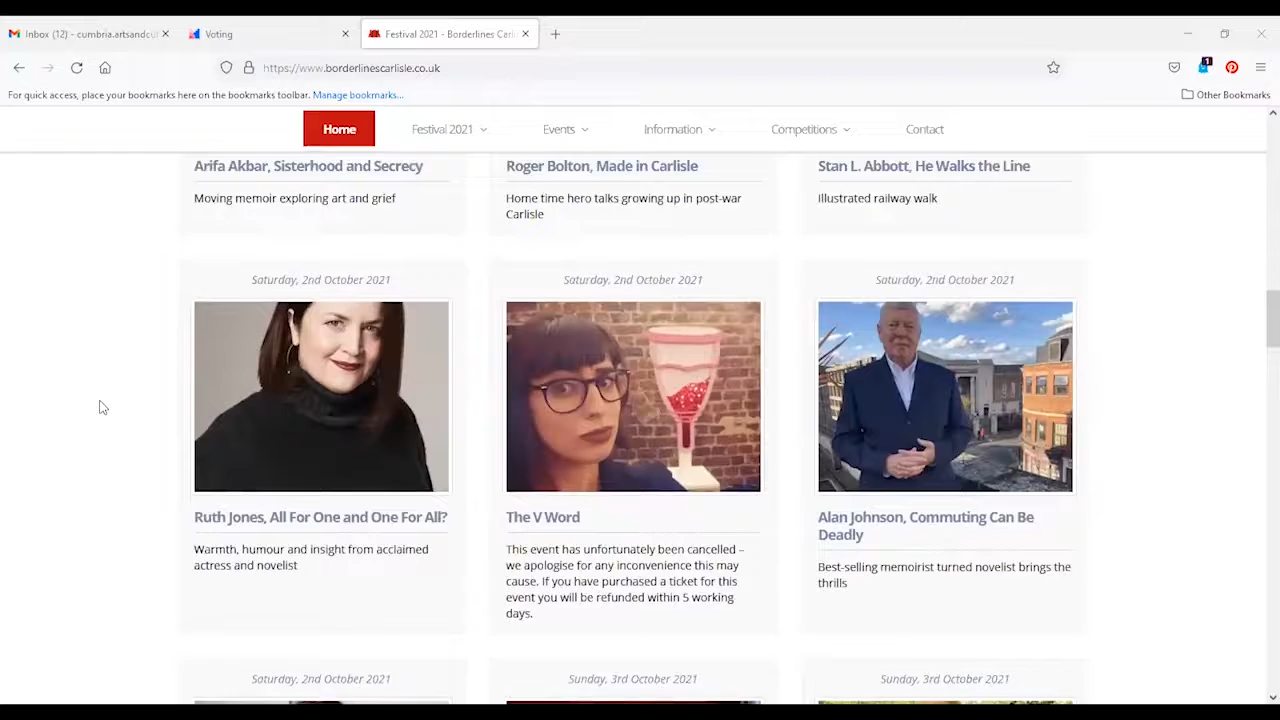 Inbox (12) - cumbria.artsandcul
Voting
Festival 2021 - Borderlines Carli
https://www.borderlinescarlisle.co.uk
1
For quick access, place your bookmarks here on the bookmarks toolbar. Manage bookmarks...
Other Bookmarks
Home
Festival 2021
Events
Information
Competitions
Contact
Arifa Akbar, Sisterhood and Secrecy
Moving memoir exploring art and grief
Roger Bolton, Made in Carlisle
Home time hero talks growing up in post-war
Carlisle
Stan L. Abbott, He Walks the Line
Illustrated railway walk
Saturday, 2nd October 2021
Ruth Jones, All For One and One For All?
Warmth, humour and insight from acclaimed
actress and novelist
Saturday, 2nd October 2021
The V Word
This event has unfortunately been cancelled –
we apologise for any inconvenience this may
cause. If you have purchased a ticket for this
event you will be refunded within 5 working
days.
Saturday, 2nd October 2021
Alan Johnson, Commuting Can Be
Deadly
Best-selling memoirist turned novelist brings the
thrills
Saturday, 2nd October 2021
Sunday, 3rd October 2021
Sunday, 3rd October 2021